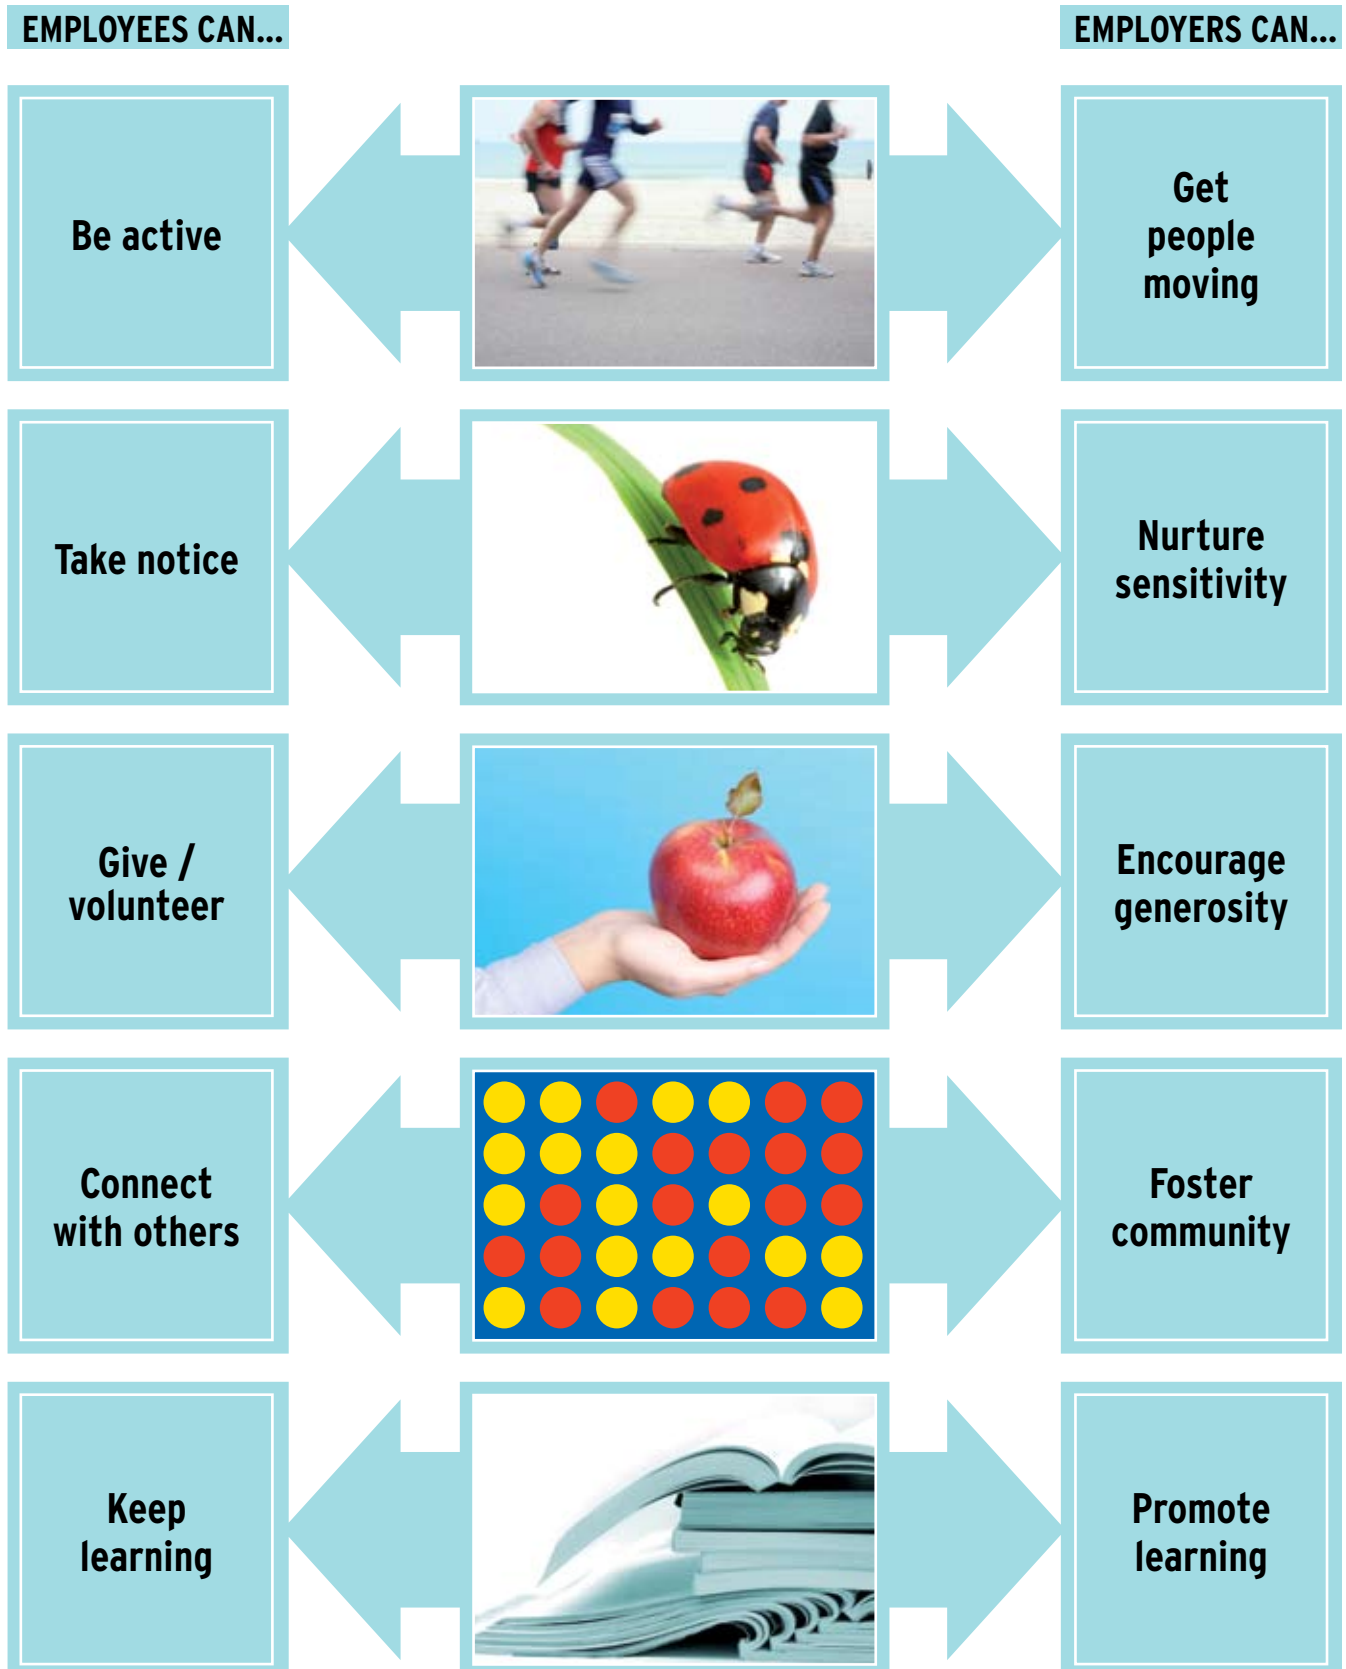 EMPLOYEES CAN...
EMPLOYERS CAN...
Be active
Get
people
moving
Take notice
Nurture
sensitivity
Give /
volunteer
Encourage
generosity
Connect
with others
Foster
community
Keep
learning
Promote
learning